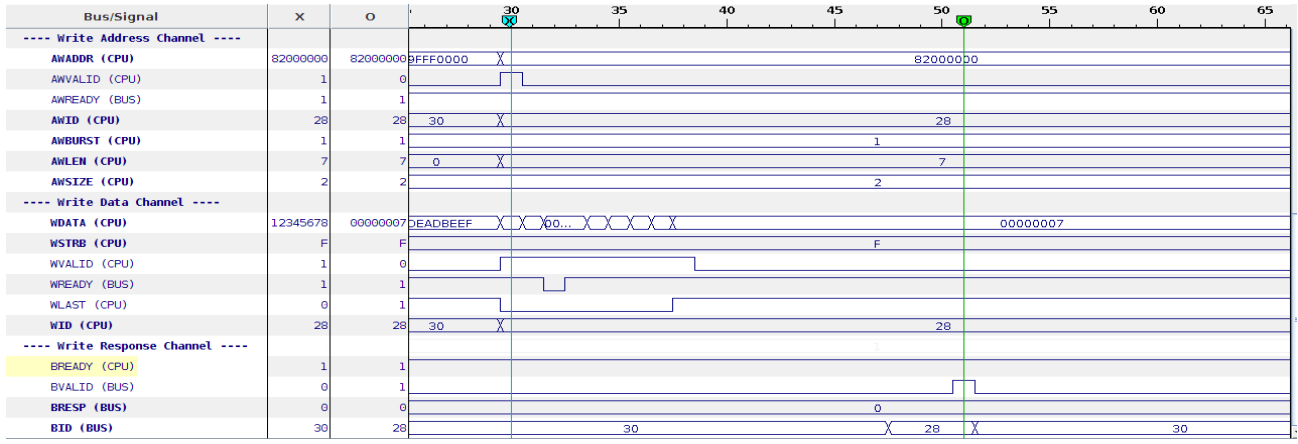 Bus/Signal X O 30 35 40 45 50 55 60 65
X O
---- Write Address Channel ----
AWADDR (CPU) 82000000 82000000 9FFF0000 82000000
AWVALID (CPU) 1 0
AWREADY (BUS) 1 1
AWID (CPU) 28 28 30 28
AWBURST (CPU) 1 1 1
AWLEN (CPU) 7 7 0 7
AWSIZE (CPU) 2 2 2
---- Write Data Channel ----
WDATA (CPU) 12345678 00000007 DEADBEEF 00... 00000007
WSTRB (CPU) F F F
WVALID (CPU) 1 0
WREADY (BUS) 1 1
WLAST (CPU) 0 1
WID (CPU) 28 28 30 28
---- Write Response Channel ---- 1
BREADY (CPU) 1 1
BVALID (BUS) 0 1
BRESP (BUS) 0 0 0
BID (BUS) 30 28 30 28 30